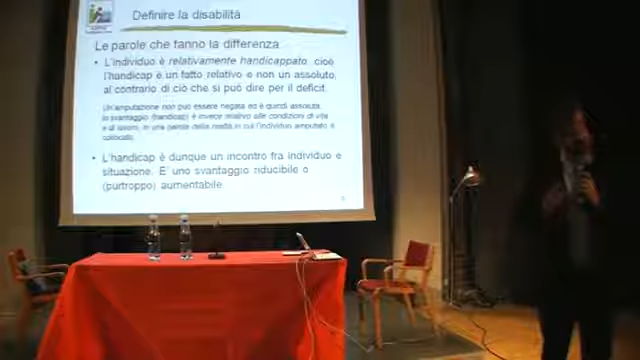 Definire la disabilità
Le parole che fanno la differenza
• L'individuo è relativamente handicappato, cioè
l'handicap è un fatto relativo e non un assoluto,
al contrario di ciò che si può dire per il deficit.
Un'amputazione non può essere negata ed è quindi assoluta,
lo svantaggio (handicap) è invece relativo alle condizioni di vita
e di lavoro, in una parola della realtà in cui l'individuo amputato è
collocato.
• L'handicap è dunque un incontro fra individuo e
situazione. E' uno svantaggio riducibile o
(purtroppo) aumentabile